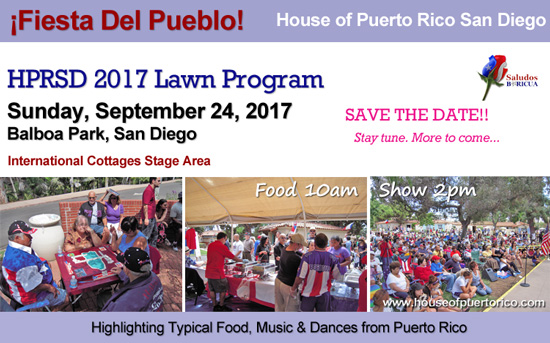 ¡Fiesta Del Pueblo!
House of Puerto Rico San Diego
HPRSD 2017 Lawn Program
Sunday, September 24, 2017
Balboa Park, San Diego
International Cottages Stage Area
Saludos
BORICUA
SAVE THE DATE!!
Stay tune. More to come...
Food 10am
Show 2pm
www.houseofpuertorico.com
Highlighting Typical Food, Music & Dances from Puerto Rico